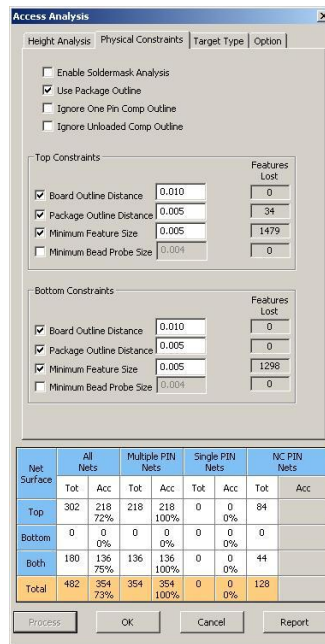 Access Analysis
Height Analysis Physical Constraints Target Type Option
Enable Soldermask Analysis
Use Package Outline
Ignore One Pin Comp Outline
Ignore Unloaded Comp Outline
Top Constraints
Features
Lost
Board Outline Distance 0.010 0
Package Outline Distance 0.005 34
Minimum Feature Size 0.005 1479
Minimum Bead Probe Size 0.004 0
Bottom Constraints
Features
Lost
Board Outline Distance 0.010 0
Package Outline Distance 0.005 0
Minimum Feature Size 0.005 1298
Minimum Bead Probe Size 0.004 0
Net Surface All Nets Multiple PIN Nets Single PIN Nets NC PIN Nets
Tot Acc Tot Acc Tot Acc Tot Acc
Top 302 218 72% 218 218 100% 0 0 0% 84
Bottom 0 0 0% 0 0 0% 0 0 0% 0
Both 180 136 75% 136 136 100% 0 0 0% 44
Total 482 354 73% 354 354 100% 0 0 0% 128
Process OK Cancel Report